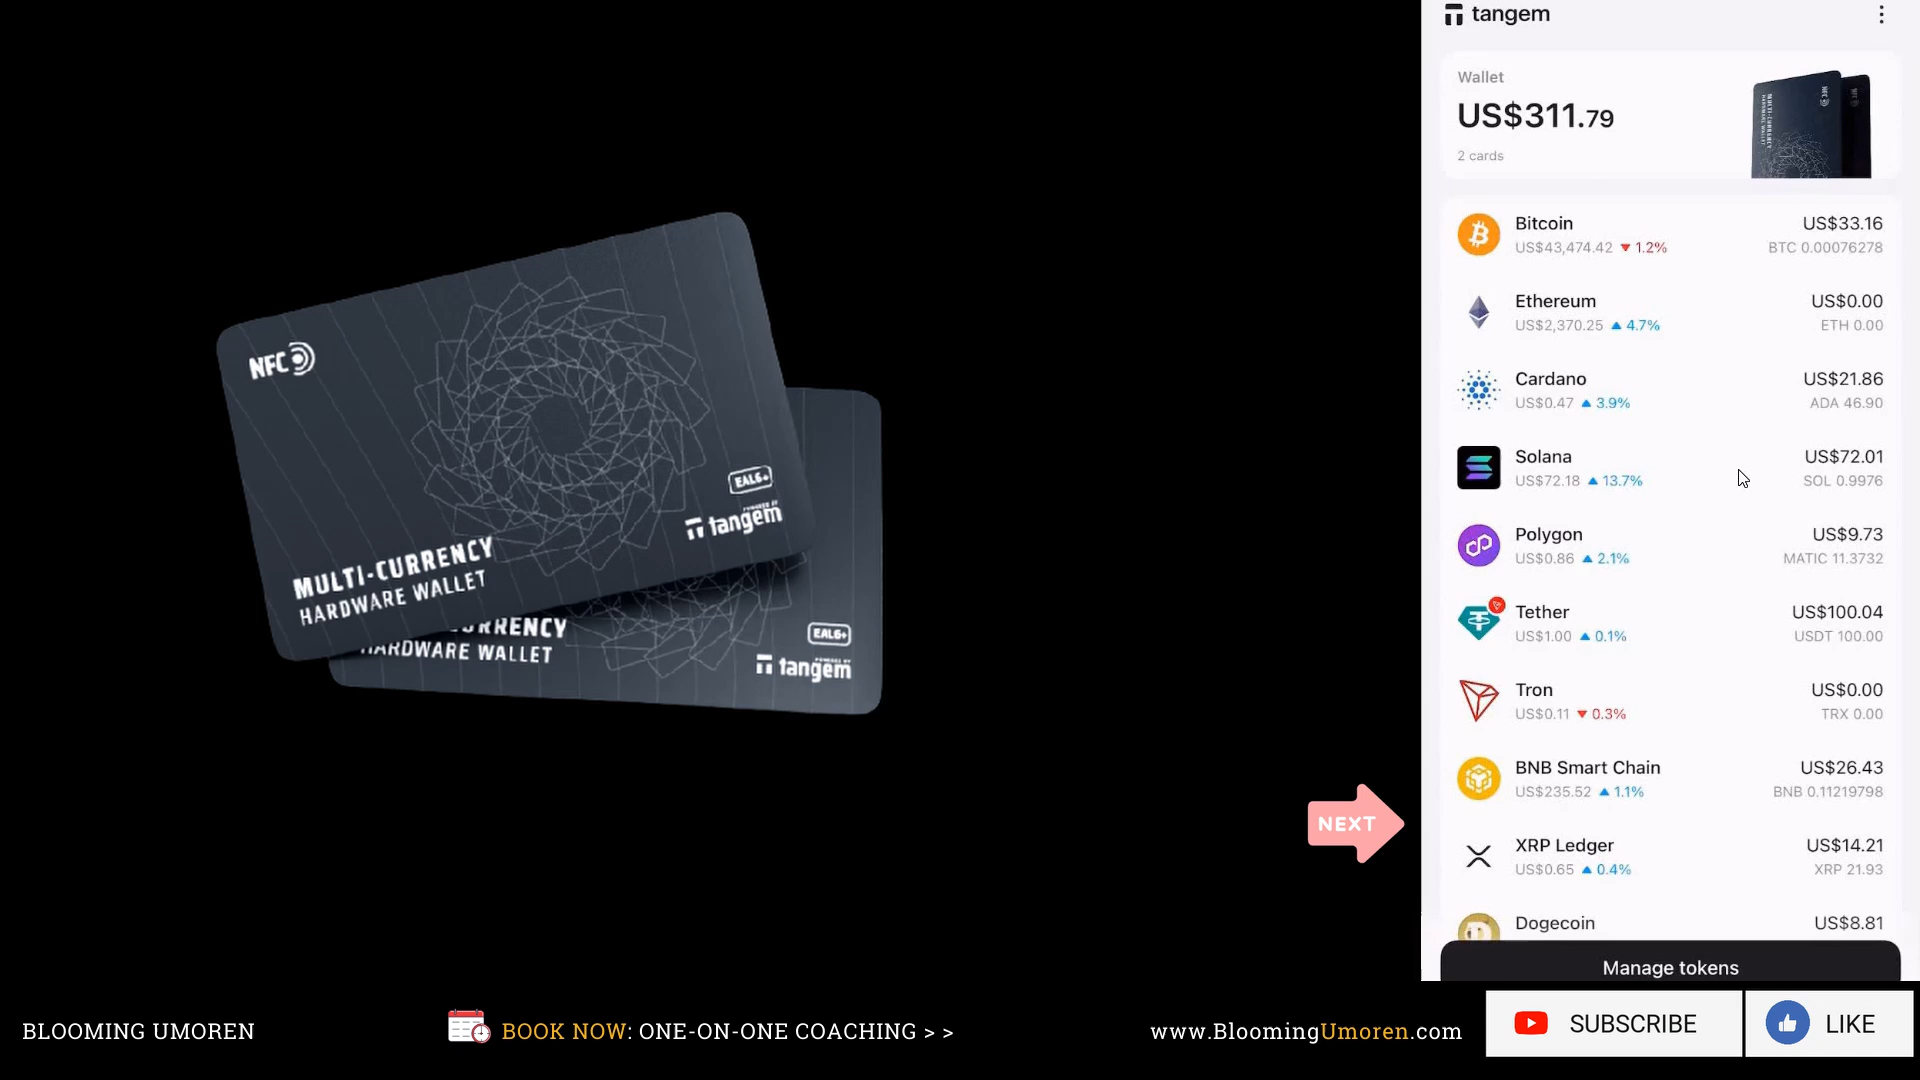 NFC
EAL6+
POWERED BY
tangem
MULTI-CURRENCY
HARDWARE WALLET
EAL6+
tangem
HARDWARE WALLET
NEXT
tangem
Wallet
US$311.79
2 cards
Bitcoin US$33.16
US$43,474.42 ▼ 1.2% BTC 0.00076278
Ethereum US$0.00
US$2,370.25 ▲ 4.7% ETH 0.00
Cardano US$21.86
US$0.47 ▲ 3.9% ADA 46.90
Solana US$72.01
US$72.18 ▲ 13.7% SOL 0.9976
Polygon US$9.73
US$0.86 ▲ 2.1% MATIC 11.3732
Tether US$100.04
US$1.00 ▲ 0.1% USDT 100.00
Tron US$0.00
US$0.11 ▼ 0.3% TRX 0.00
BNB Smart Chain US$26.43
US$235.52 ▲ 1.1% BNB 0.11219798
XRP Ledger US$14.21
US$0.65 ▲ 0.4% XRP 21.93
Dogecoin US$8.81
Manage tokens
BLOOMING UMOREN
BOOK NOW: ONE-ON-ONE COACHING > >
www.BloomingUmoren.com
SUBSCRIBE
LIKE